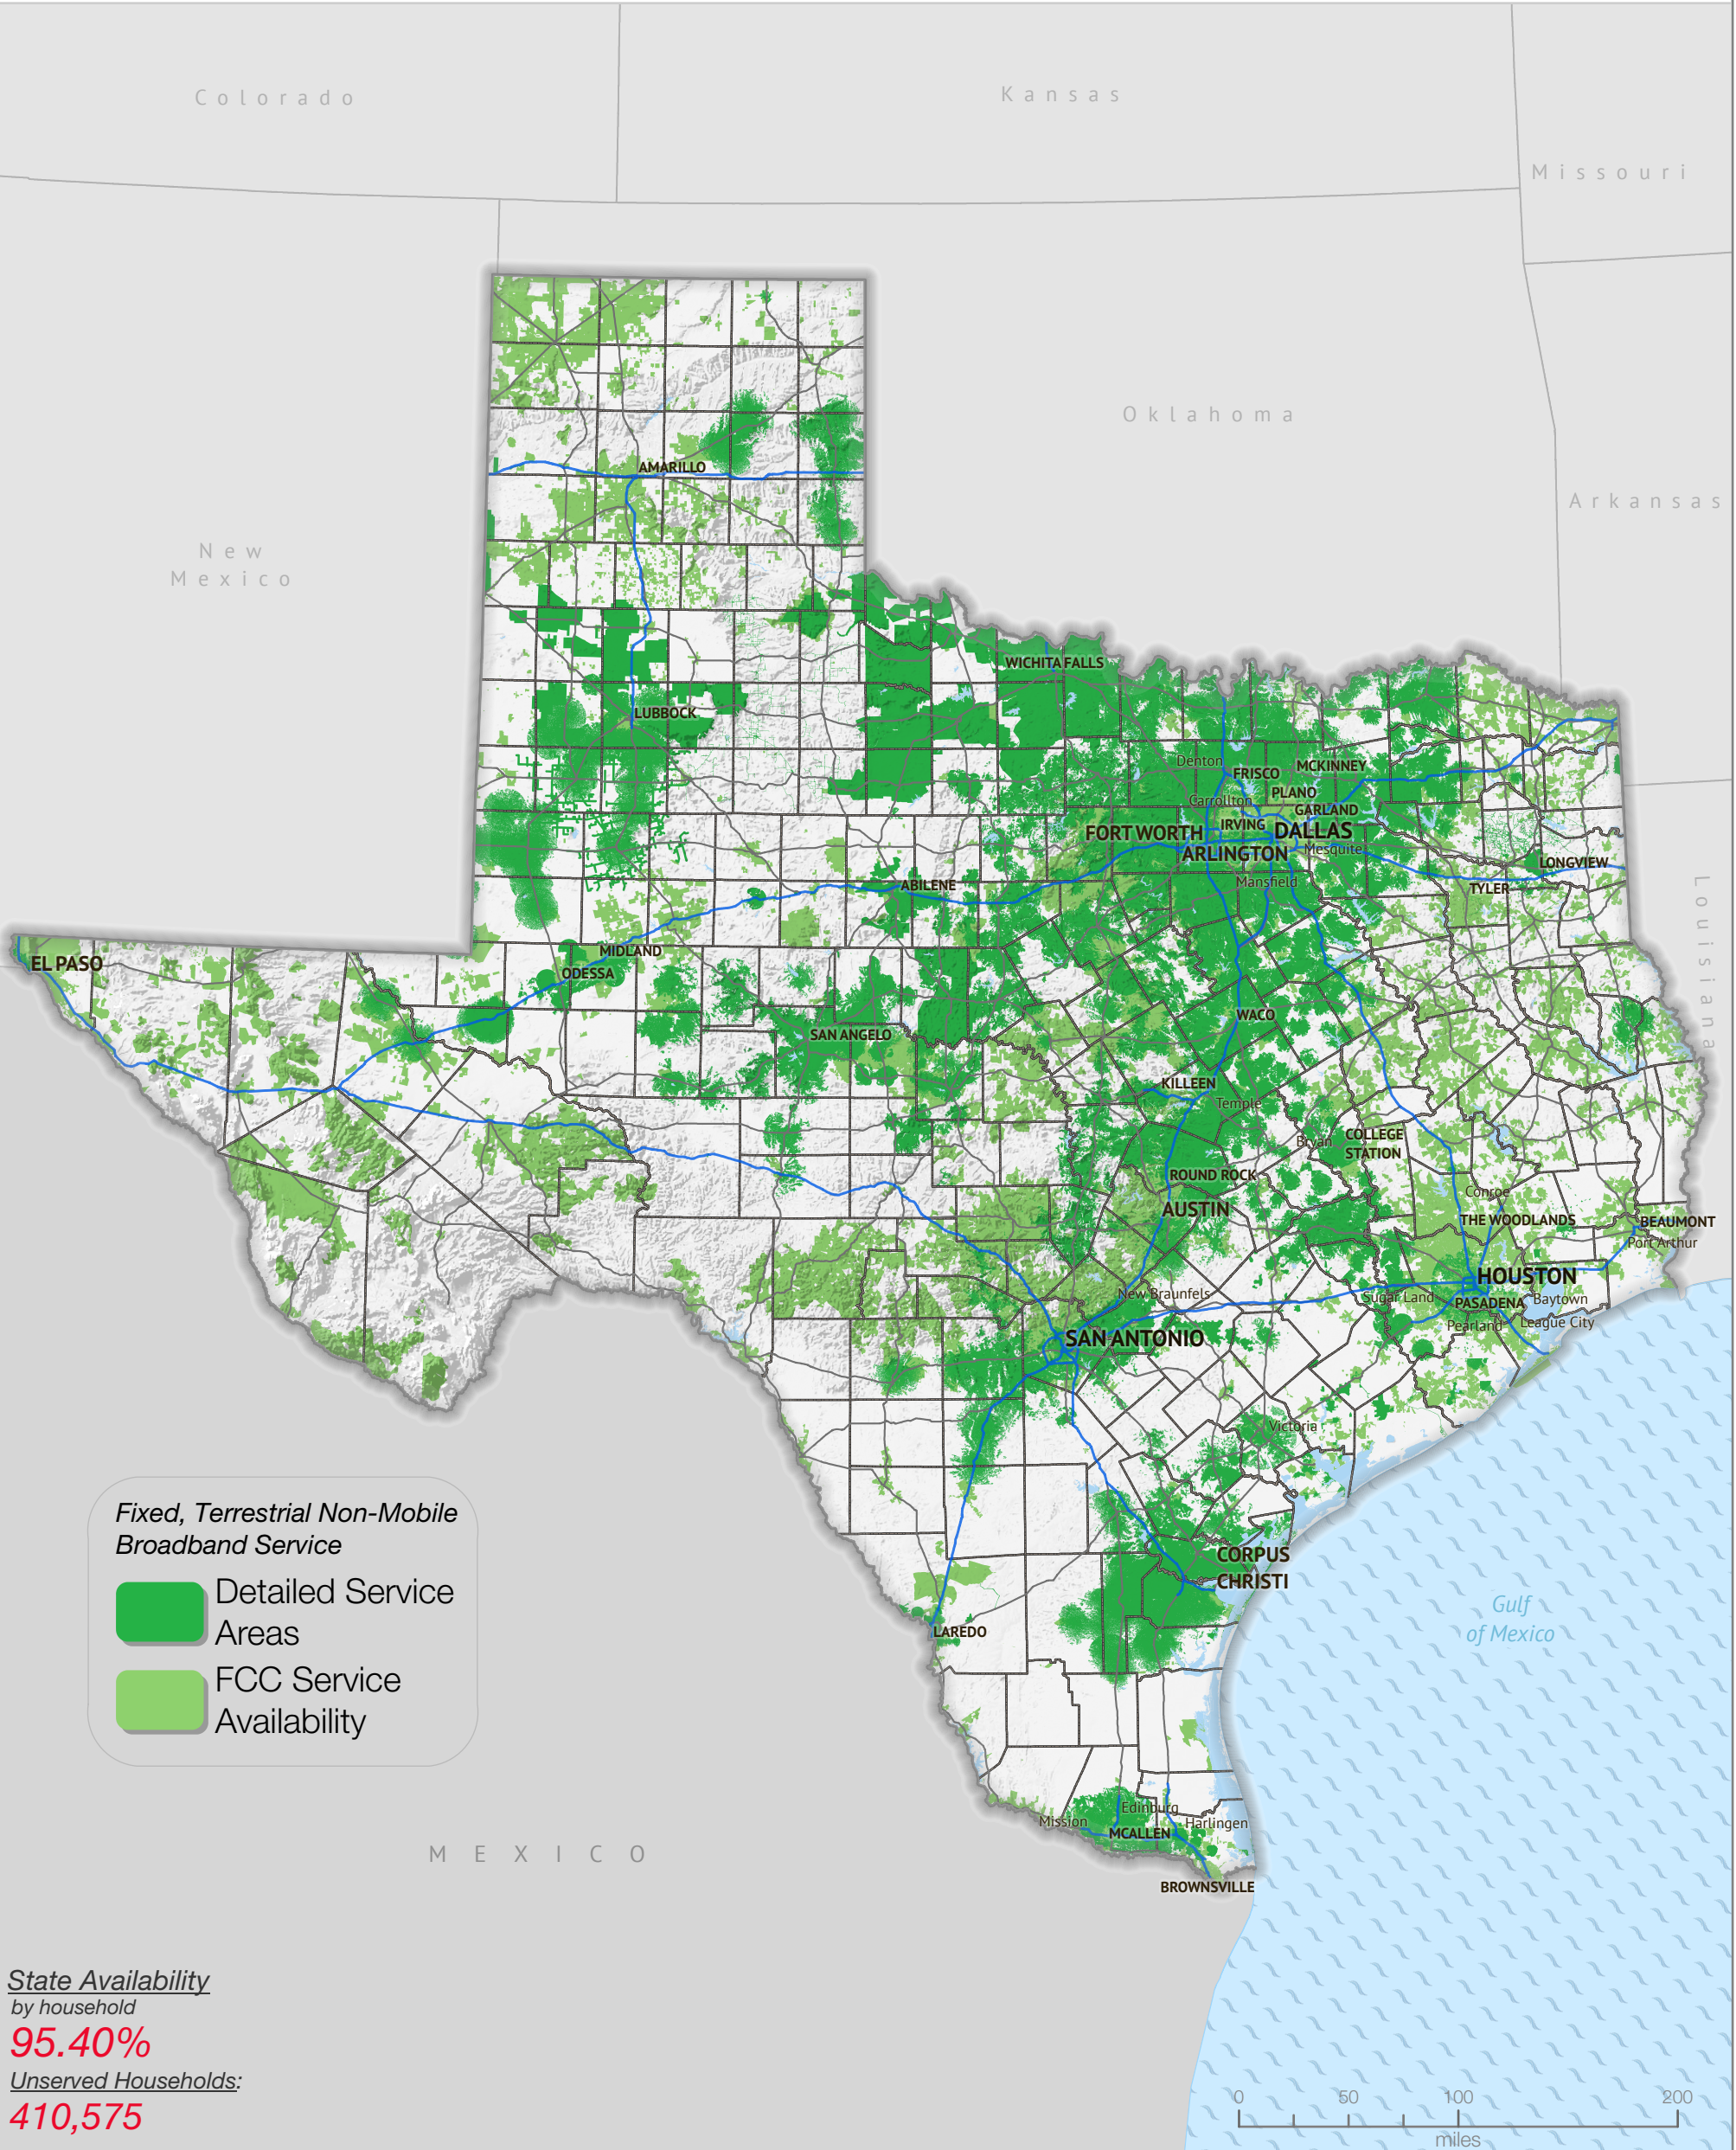 Colorado
Kansas
Missouri
Oklahoma
Arkansas
New
Mexico
Louisiana
AMARILLO
WICHITA FALLS
LUBBOCK
Denton
FRISCO
MCKINNEY
PLANO
Carrollton
GARLAND
FORT WORTH
IRVING
DALLAS
ARLINGTON
Mesquite
LONGVIEW
Mansfield
ABILENE
TYLER
MIDLAND
EL PASO
ODESSA
WACO
SAN ANGELO
KILLEEN
Temple
Bryan
COLLEGE
STATION
ROUND ROCK
Conroe
AUSTIN
THE WOODLANDS
BEAUMONT
Port Arthur
HOUSTON
New Braunfels
Sugar Land
PASADENA
Baytown
Pearland
League City
SAN ANTONIO
Victoria
CORPUS
CHRISTI
LAREDO
Gulf
of Mexico
Edinburg
Mission
Harlingen
MCALLEN
BROWNSVILLE
MEXICO
Fixed, Terrestrial Non-Mobile
Broadband Service
Detailed Service
Areas
FCC Service
Availability
State Availability
by household
95.40%
Unserved Households:
410,575
0 50 100 200
miles